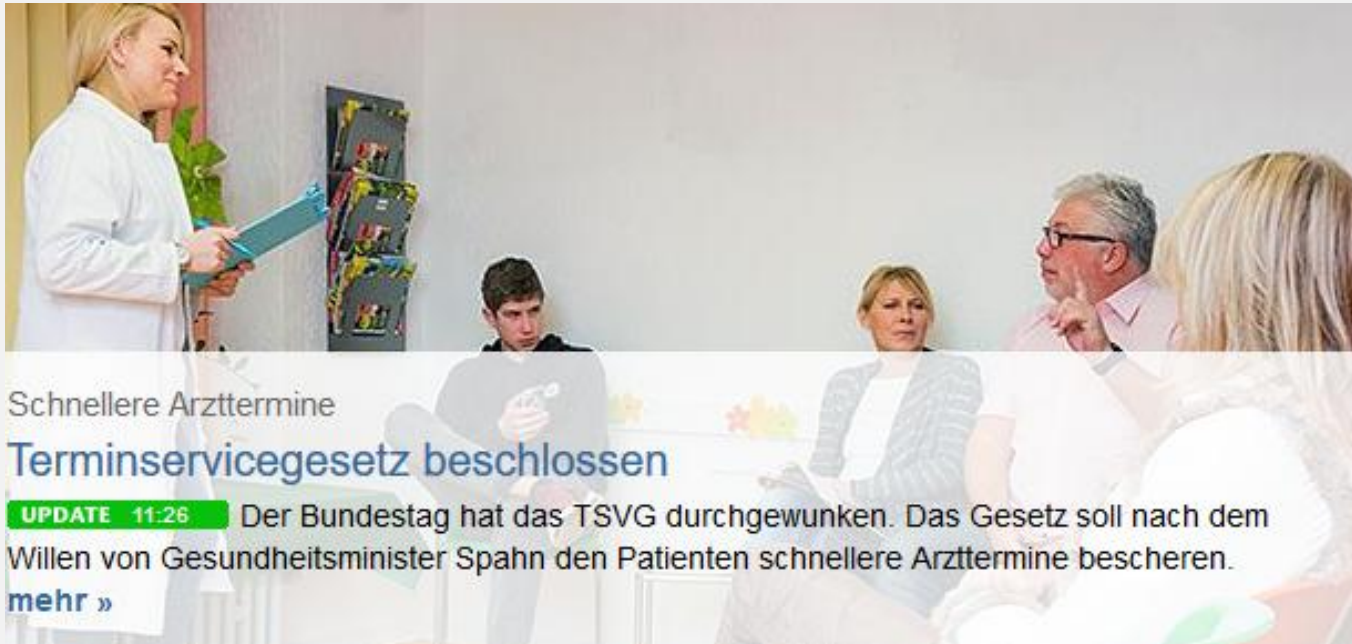 Schnellere Arzttermine
Terminservicegesetz beschlossen
UPDATE 11:26 Der Bundestag hat das TSVG durchgewunken. Das Gesetz soll nach dem
Willen von Gesundheitsminister Spahn den Patienten schnellere Arzttermine bescheren.
mehr »